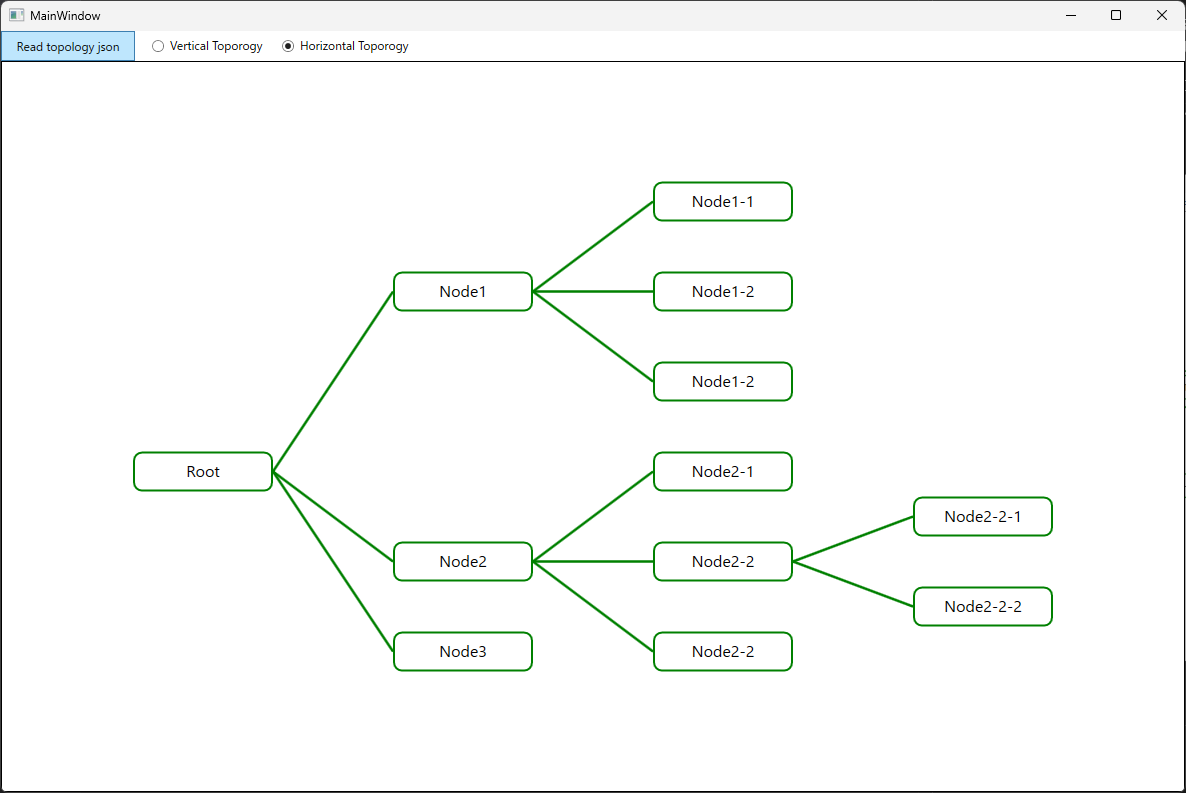 MainWindow
Read topology json Vertical Toporogy Horizontal Toporogy
Node1-1
Node1 Node1-2
Node1-2
Root Node2-1
Node2-2-1
Node2 Node2-2
Node2-2-2
Node3 Node2-2